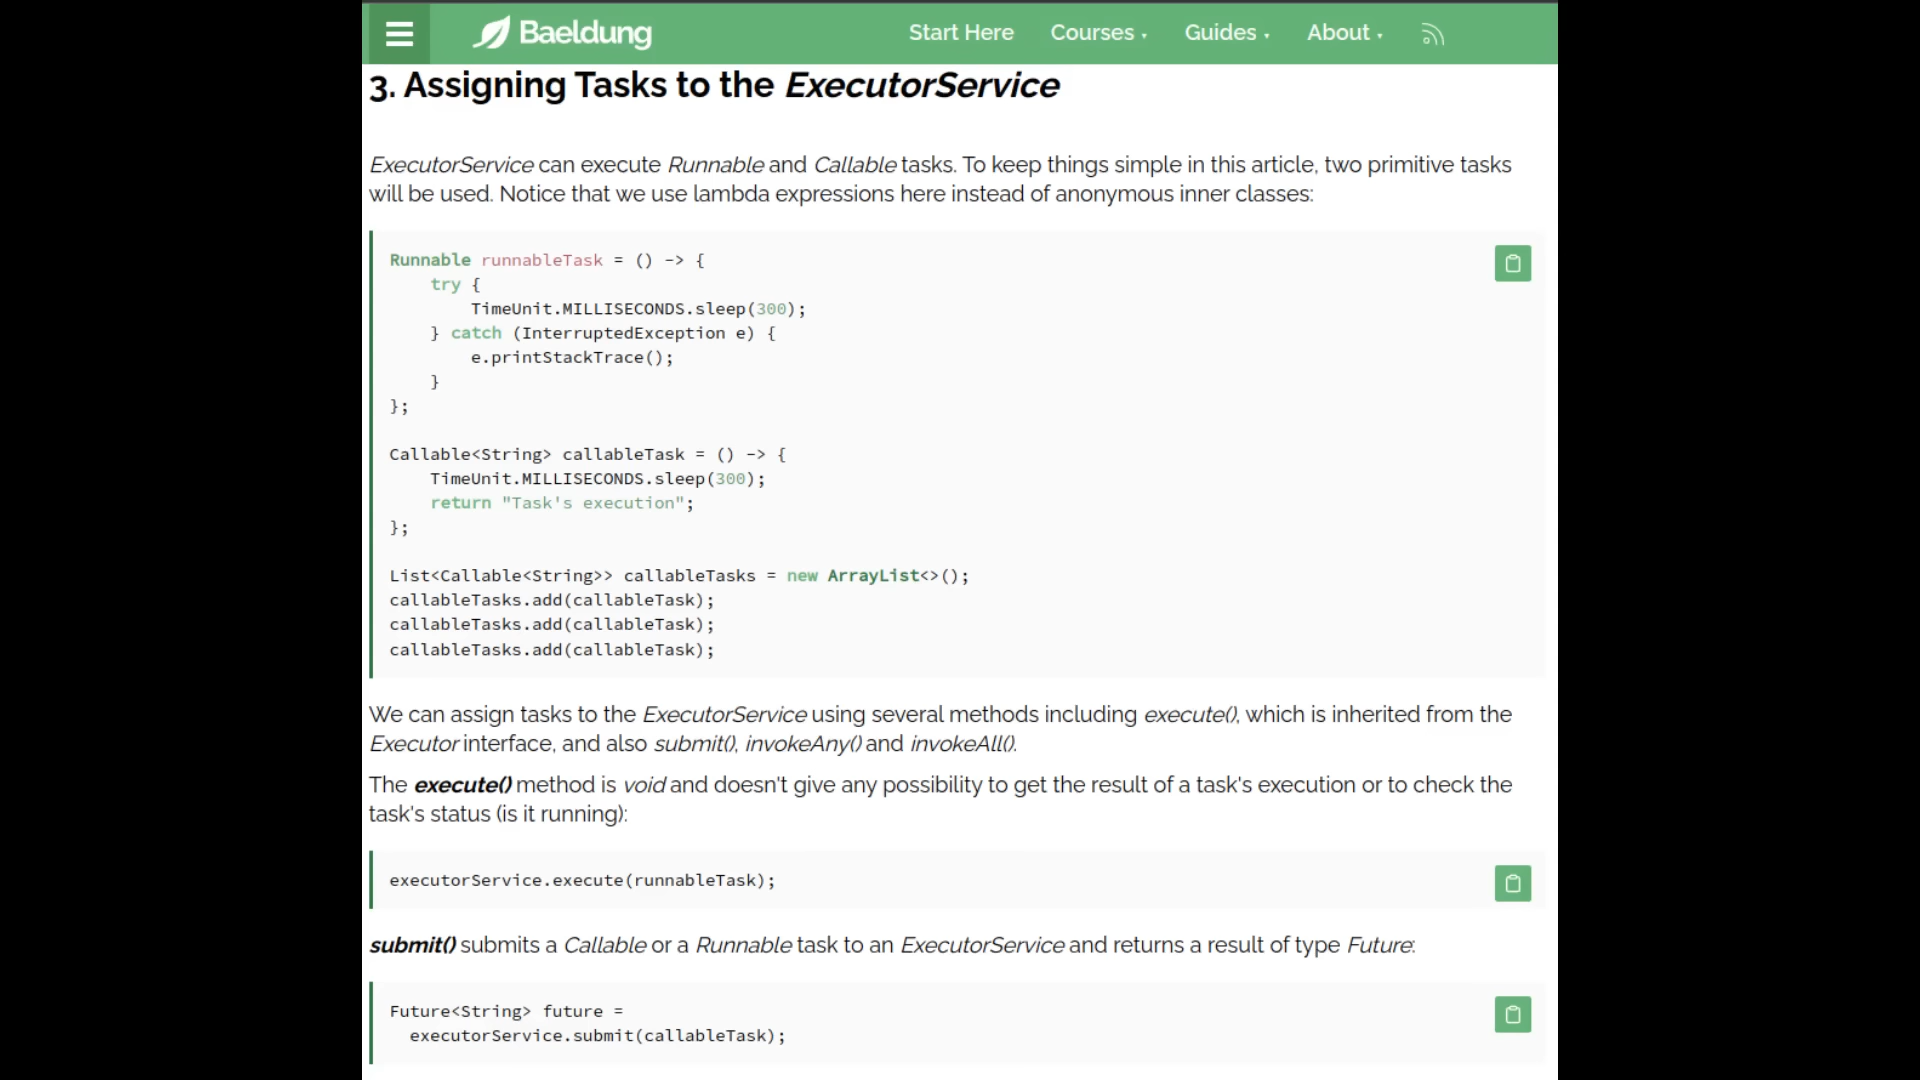 Baeldung
Start Here Courses Guides About
3. Assigning Tasks to the ExecutorService
ExecutorService can execute Runnable and Callable tasks. To keep things simple in this article, two primitive tasks
will be used. Notice that we use lambda expressions here instead of anonymous inner classes:
Runnable runnableTask = () -> {
    try {
        TimeUnit.MILLISECONDS.sleep(300);
    } catch (InterruptedException e) {
        e.printStackTrace();
    }
};
Callable<String> callableTask = () -> {
    TimeUnit.MILLISECONDS.sleep(300);
    return "Task's execution";
};
List<Callable<String>> callableTasks = new ArrayList<>();
callableTasks.add(callableTask);
callableTasks.add(callableTask);
callableTasks.add(callableTask);
We can assign tasks to the ExecutorService using several methods including execute(), which is inherited from the
Executor interface, and also submit(), invokeAny() and invokeAll().
The execute() method is void and doesn't give any possibility to get the result of a task's execution or to check the
task's status (is it running):
executorService.execute(runnableTask);
submit() submits a Callable or a Runnable task to an ExecutorService and returns a result of type Future:
Future<String> future =
  executorService.submit(callableTask);